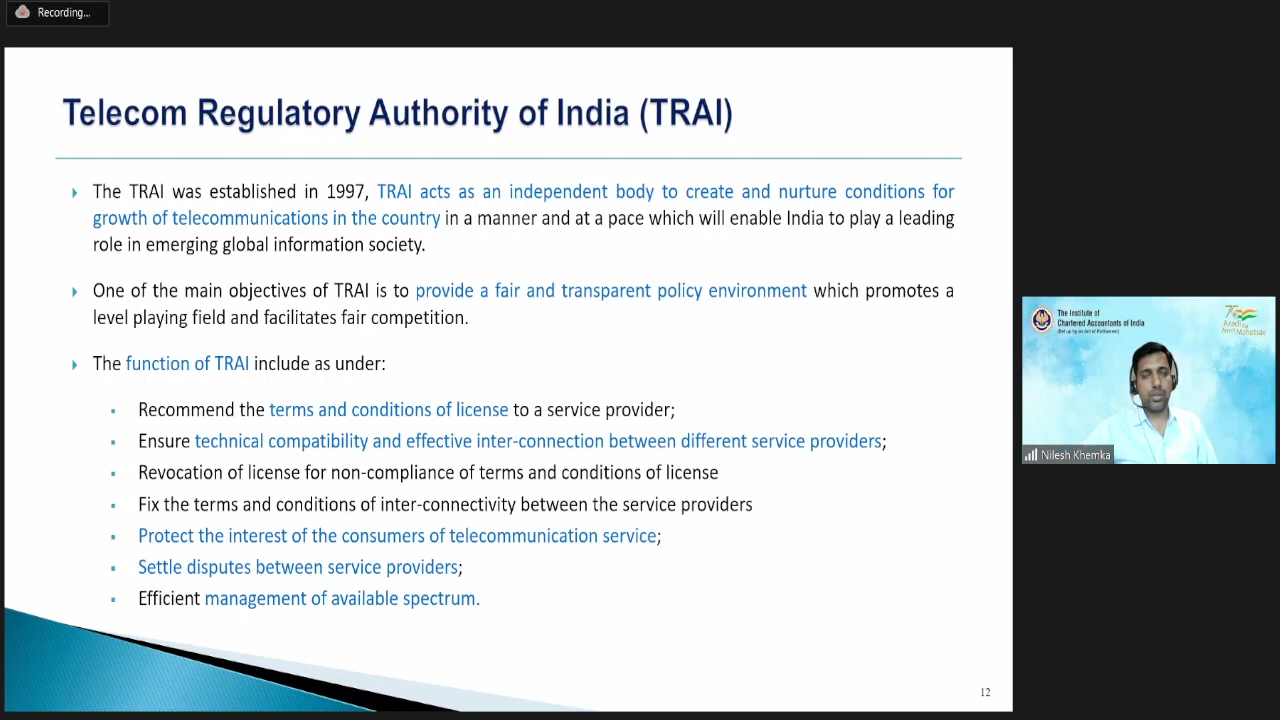 Recording...
Telecom Regulatory Authority of India (TRAI)
The TRAI was established in 1997, TRAI acts as an independent body to create and nurture conditions for
growth of telecommunications in the country in a manner and at a pace which will enable India to play a leading
role in emerging global information society.
One of the main objectives of TRAI is to provide a fair and transparent policy environment which promotes a
level playing field and facilitates fair competition.
The function of TRAI include as under:
Recommend the terms and conditions of license to a service provider;
Ensure technical compatibility and effective inter-connection between different service providers;
Revocation of license for non-compliance of terms and conditions of license
Fix the terms and conditions of inter-connectivity between the service providers
Protect the interest of the consumers of telecommunication service;
Settle disputes between service providers;
Efficient management of available spectrum.
12
The Institute of
Chartered Accountants of India
(Set up by an Act of Parliament)
75
Azadi Ka
Amrit Mahotsav
Nilesh Khemka